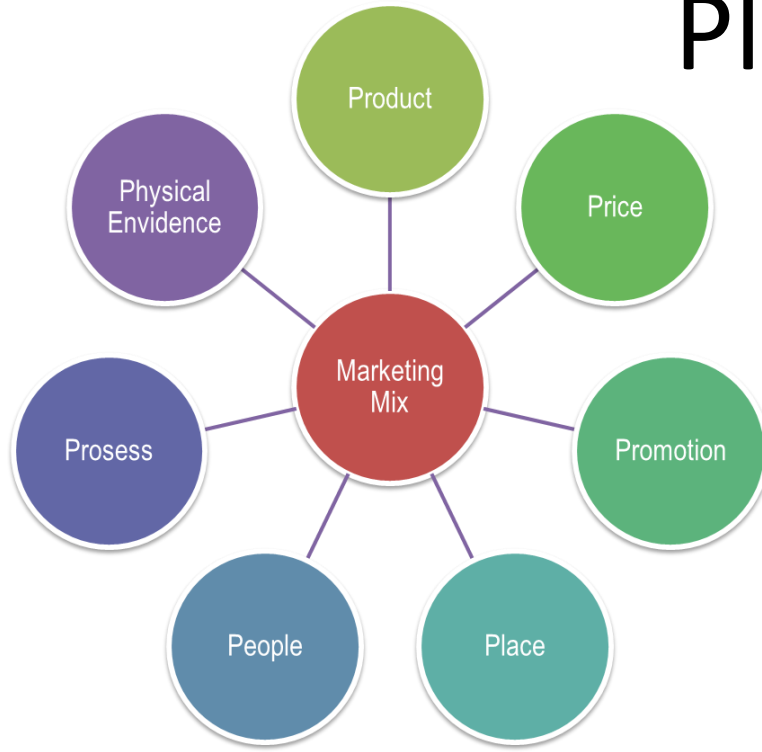 Pl
Product
Physical
Envidence
Price
Marketing
Mix
Prosess
Promotion
People
Place